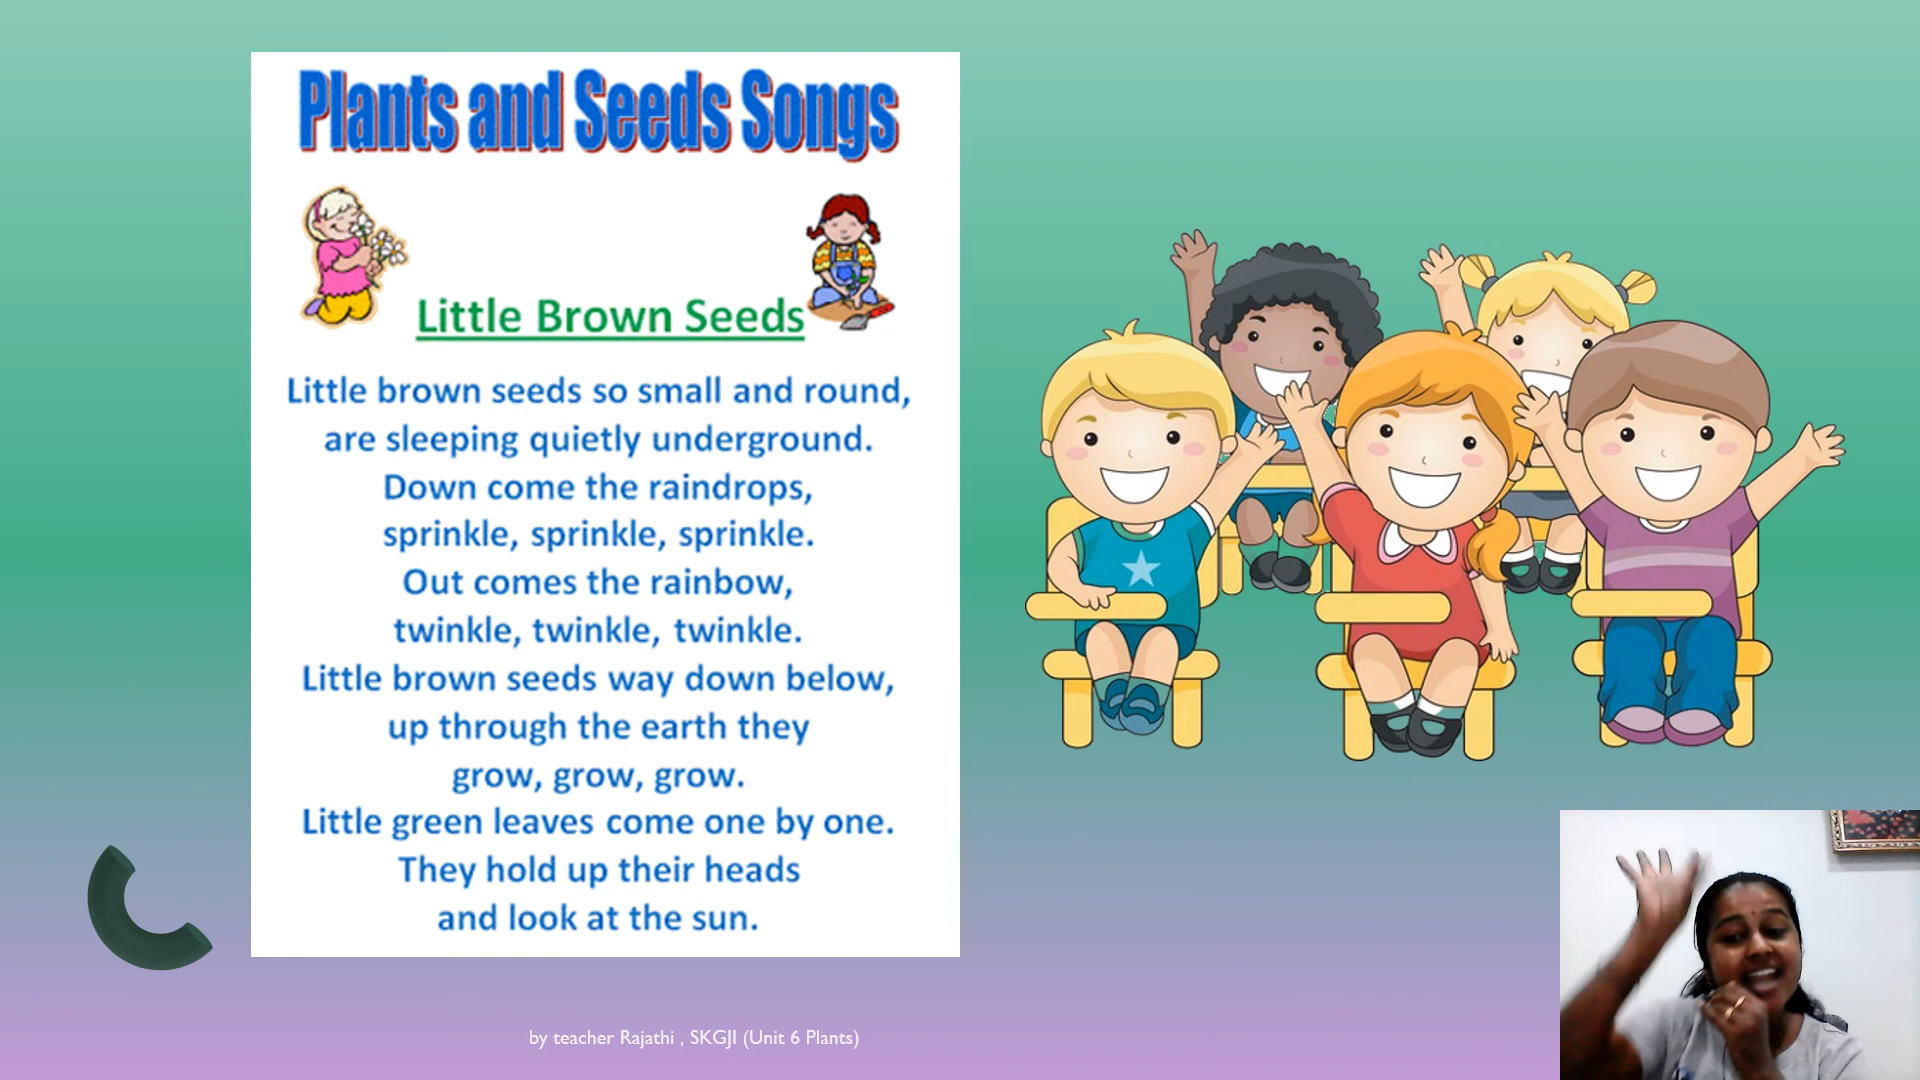 Plants and Seeds Songs
Little Brown Seeds
Little brown seeds so small and round,
are sleeping quietly underground.
Down come the raindrops,
sprinkle, sprinkle, sprinkle.
Out comes the rainbow,
twinkle, twinkle, twinkle.
Little brown seeds way down below,
up through the earth they
grow, grow, grow.
Little green leaves come one by one.
They hold up their heads
and look at the sun.
by teacher Rajathi , SKGJI (Unit 6 Plants)